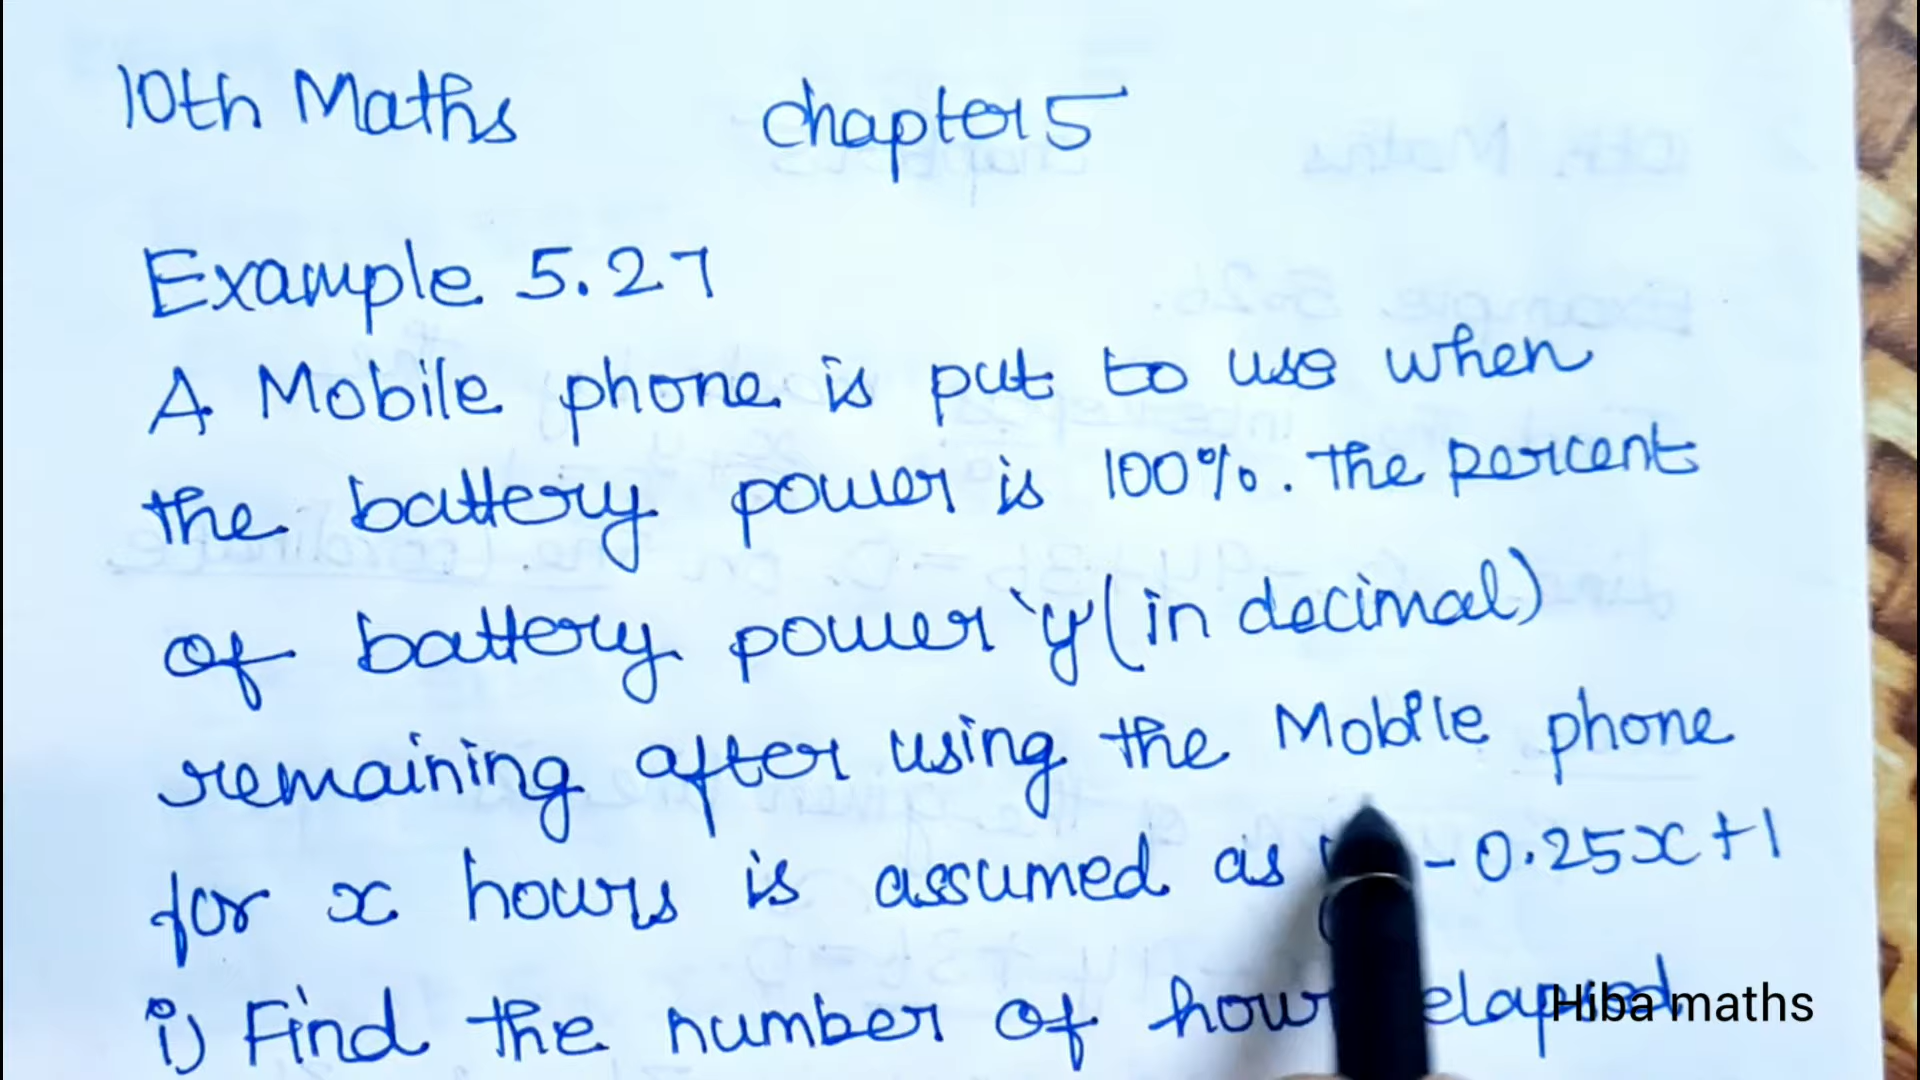 10th Maths chapter 5
Example 5.27
A Mobile phone is put to use when
the battery power is 100%. The percent
of battery power 'y' (in decimal)
remaining after using the Mobile phone
for x hours is assumed as -0.25x+1
i) Find the number of elapsed
Hiba maths